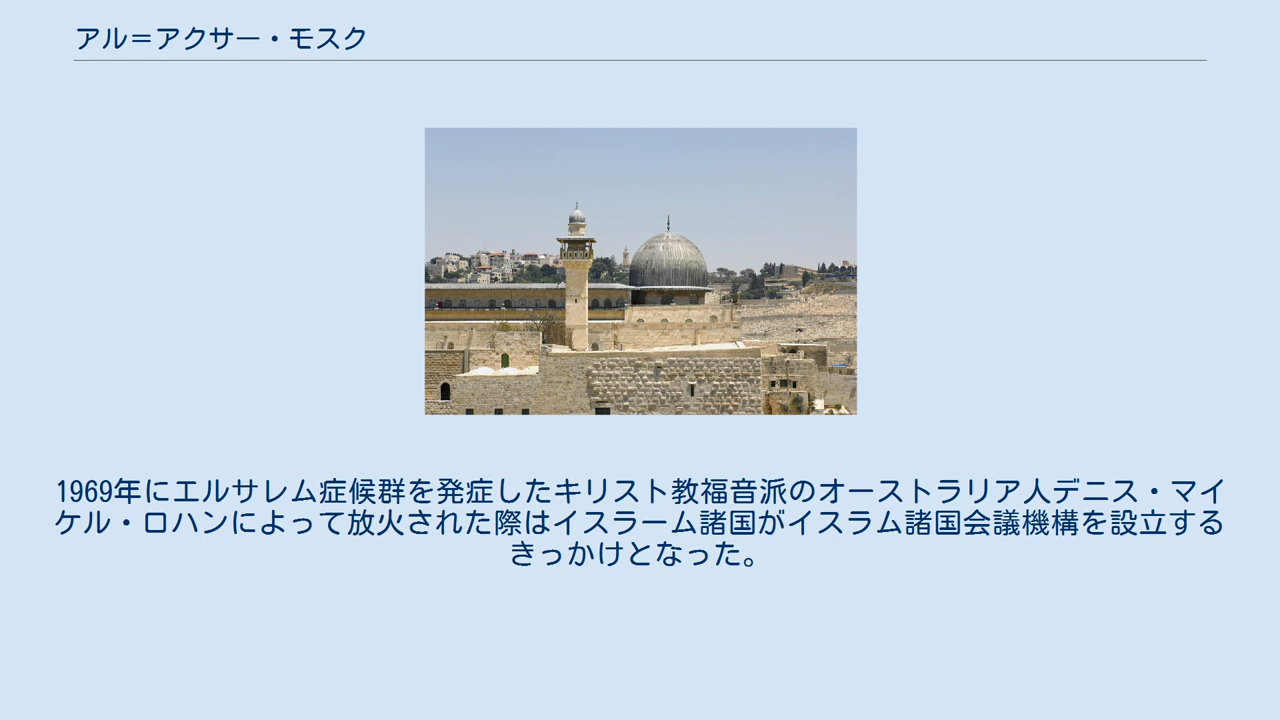 アル＝アクサー・モスク
1969年にエルサレム症候群を発症したキリスト教福音派のオーストラリア人デニス・マイ
ケル・ロハンによって放火された際はイスラーム諸国がイスラム諸国会議機構を設立する
きっかけとなった。